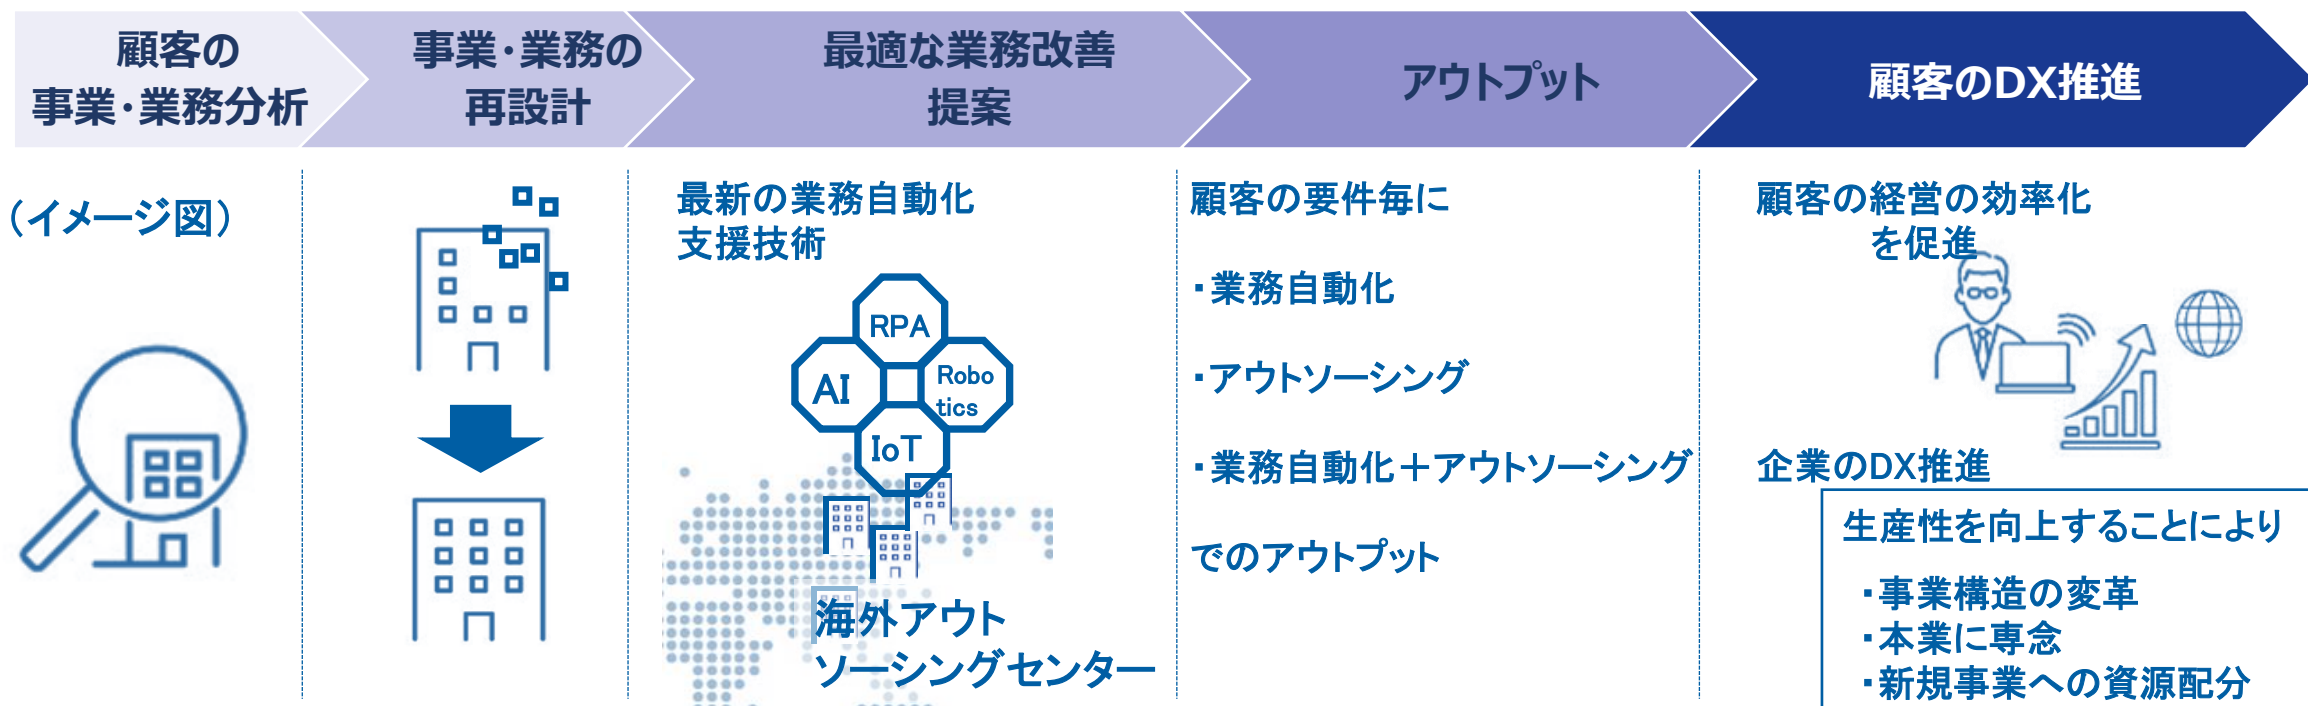 顧客の
事業・業務分析
事業・業務の
再設計
最適な業務改善
提案
アウトプット
顧客のDX推進
（イメージ図）
最新の業務自動化
支援技術
RPA
AI
Robo
tics
IoT
海外アウト
ソーシングセンター
顧客の要件毎に
・業務自動化
・アウトソーシング
・業務自動化＋アウトソーシング
でのアウトプット
顧客の経営の効率化
を促進
企業のDX推進
生産性を向上することにより
・事業構造の変革
・本業に専念
・新規事業への資源配分